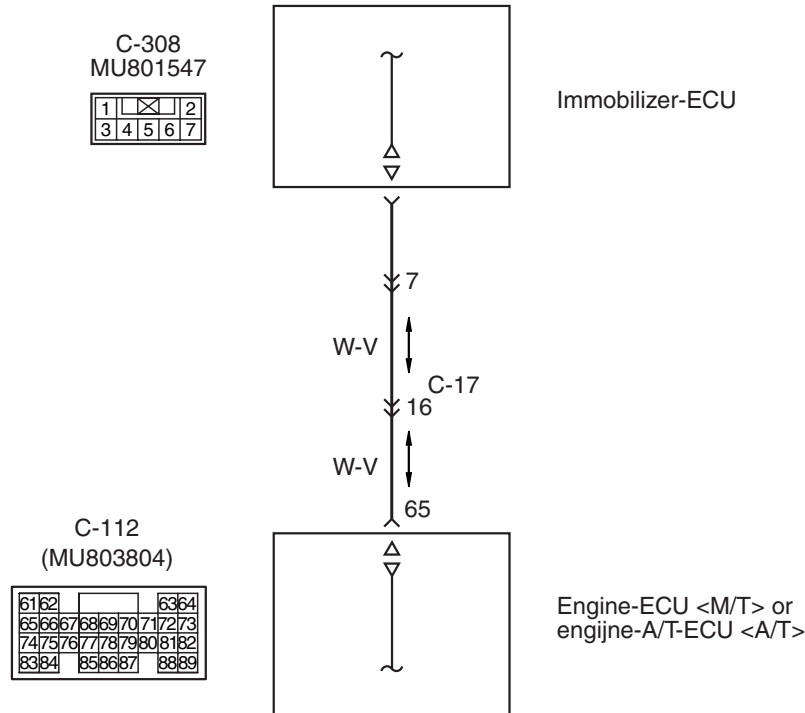 C-308
MU801547
1 2
3 4 5 6 7
Immobilizer-ECU
7
W-V
C-17
16
W-V
65
C-112
(MU803804)
61 62 63 64
65 66 67 68 69 70 71 72 73
74 75 76 77 78 79 80 81 82
83 84 85 86 87 88 89
Engine-ECU <M/T> or
engijne-A/T-ECU <A/T>